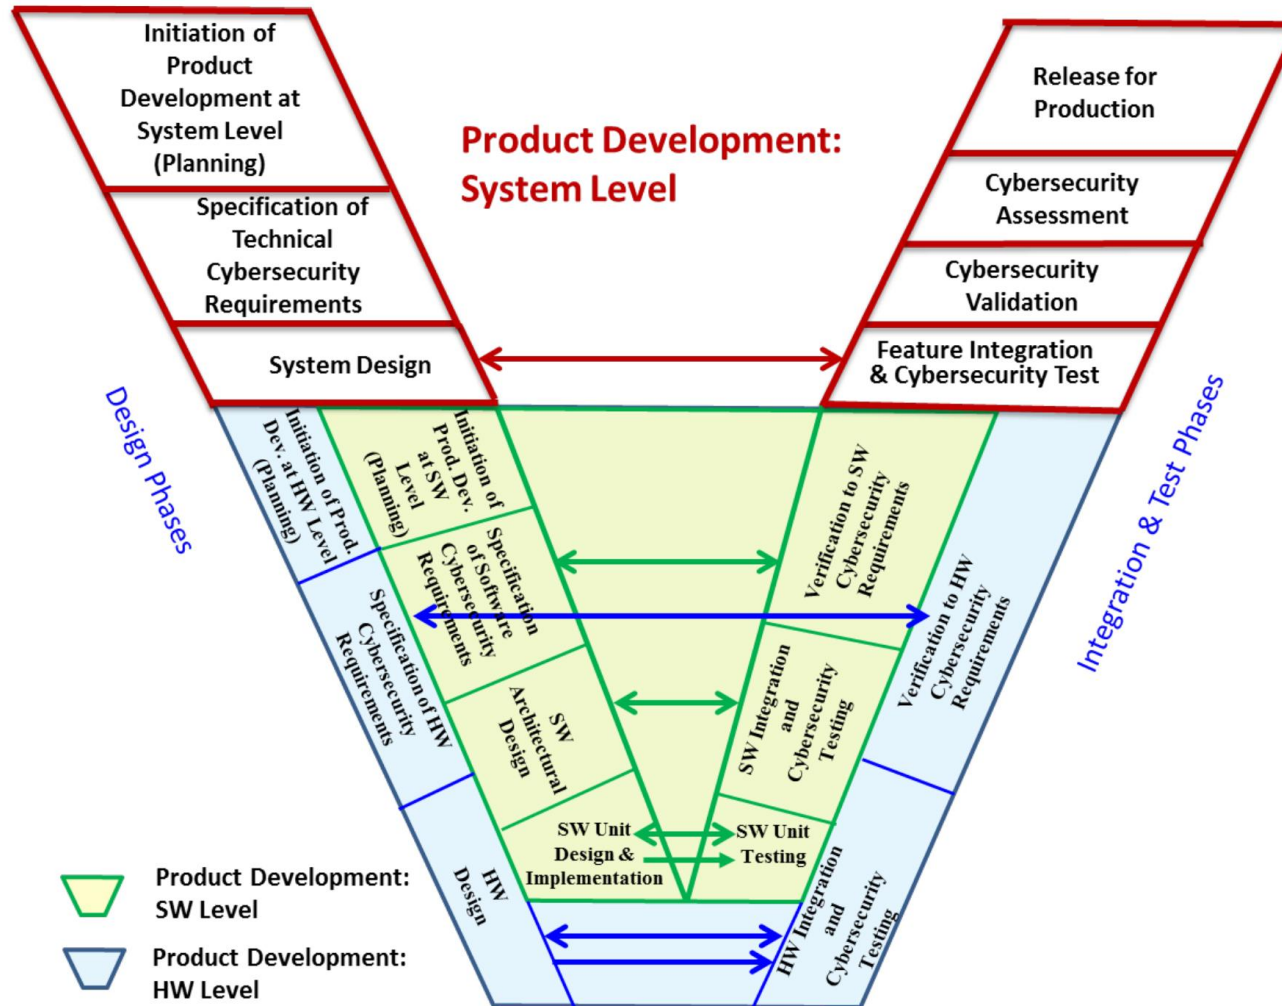 Initiation of
Product
Development at
System Level
(Planning)
Specification of
Technical
Cybersecurity
Requirements
System Design
Product Development:
System Level
Release for
Production
Cybersecurity
Assessment
Cybersecurity
Validation
Feature Integration
& Cybersecurity Test
Design Phases
Integration & Test Phases
Initiation of Prod.
Dev. at HW Level
(Planning)
Specification of HW
Cybersecurity
Requirements
HW
Design
Initiation of
Prod. Dev.
at SW
Level
(Planning)
Specification
of Software
Cybersecurity
Requirements
SW
Architectural
Design
SW Unit
Design &
Implementation
SW Unit
Testing
SW Integration
and
Cybersecurity
Testing
Verification to SW
Cybersecurity
Requirements
Verification to HW
Cybersecurity
Requirements
HW Integration
and
Cybersecurity
Testing
Product Development:
SW Level
Product Development:
HW Level